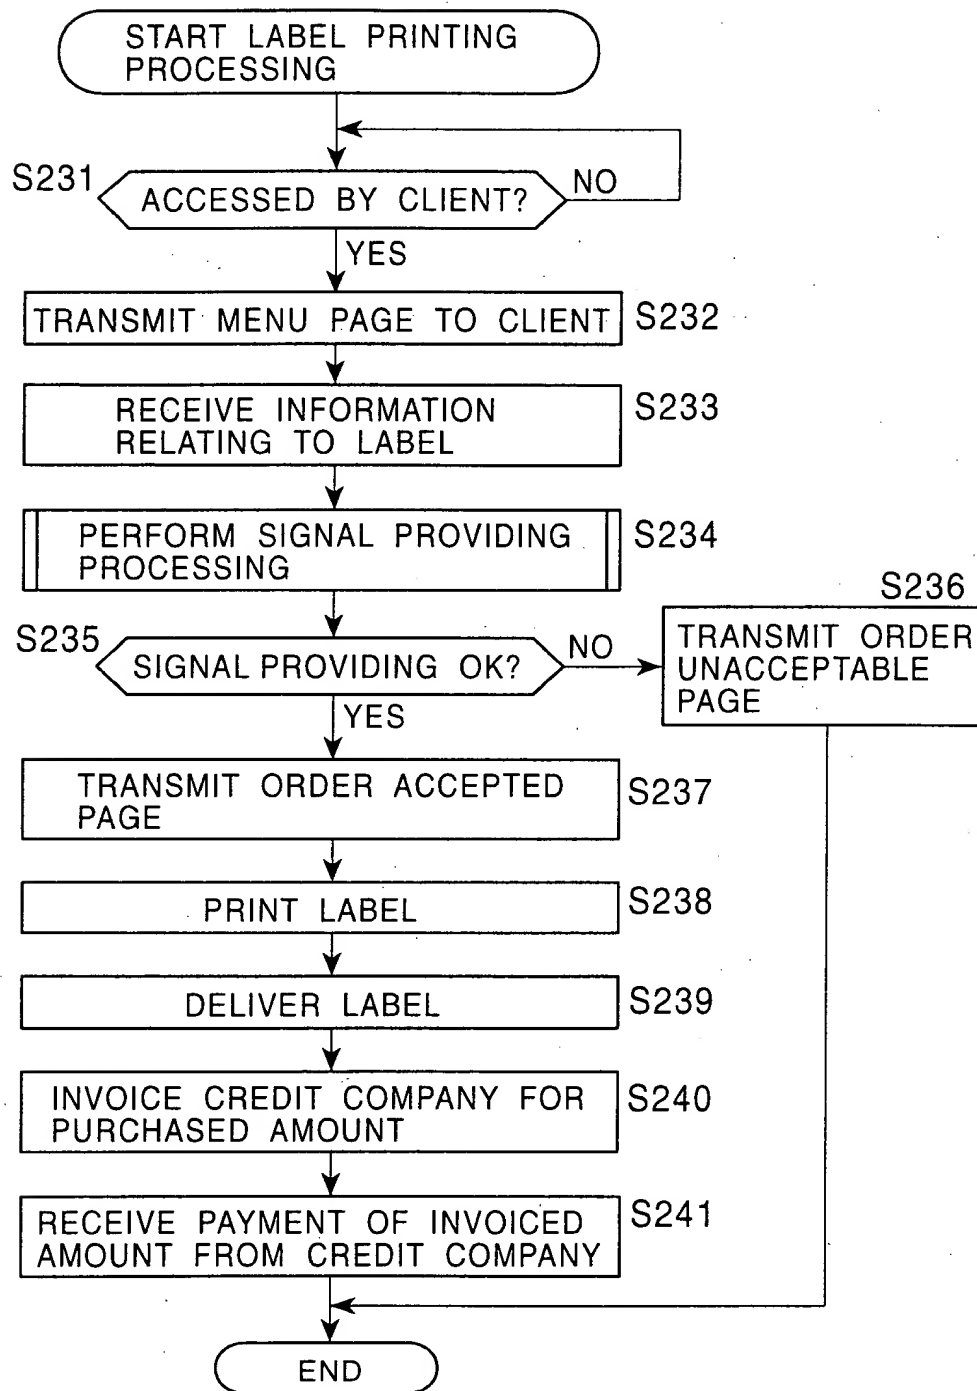 START LABEL PRINTING
PROCESSING
S231
ACCESSED BY CLIENT?
NO
YES
TRANSMIT MENU PAGE TO CLIENT
S232
RECEIVE INFORMATION
RELATING TO LABEL
S233
PERFORM SIGNAL PROVIDING
PROCESSING
S234
S235
SIGNAL PROVIDING OK?
NO
S236
TRANSMIT ORDER
UNACCEPTABLE
PAGE
YES
TRANSMIT ORDER ACCEPTED
PAGE
S237
PRINT LABEL
S238
DELIVER LABEL
S239
INVOICE CREDIT COMPANY FOR
PURCHASED AMOUNT
S240
RECEIVE PAYMENT OF INVOICED
AMOUNT FROM CREDIT COMPANY
S241
END